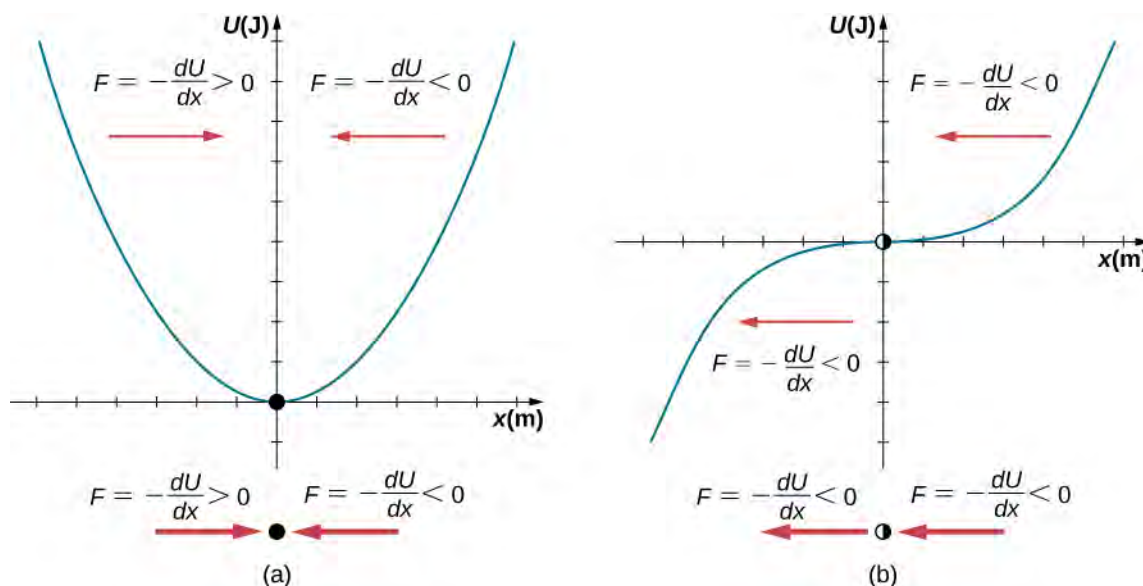 U(J)
F = −dU/dx > 0
F = −dU/dx < 0
x(m)
F = −dU/dx > 0
F = −dU/dx < 0
(a)
U(J)
F = −dU/dx < 0
x(m)
F = −dU/dx < 0
F = −dU/dx < 0
F = −dU/dx < 0
(b)